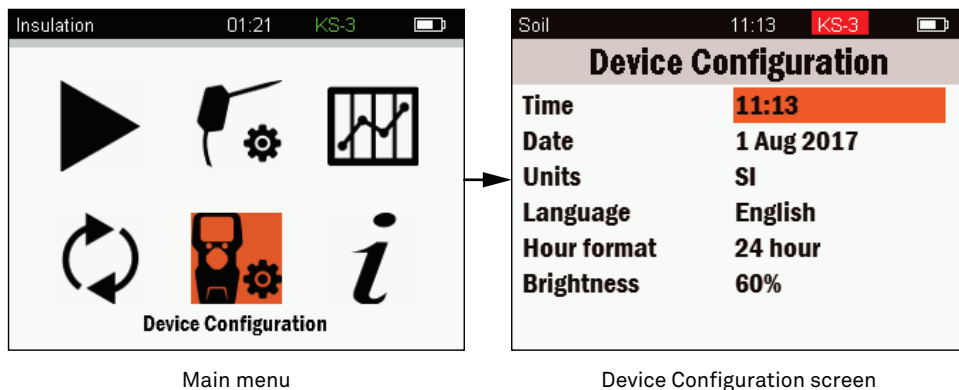 Insulation 01:21 KS-3
Device Configuration
Soil 11:13 KS-3
Device Configuration
Time 11:13
Date 1 Aug 2017
Units SI
Language English
Hour format 24 hour
Brightness 60%
Main menu
Device Configuration screen